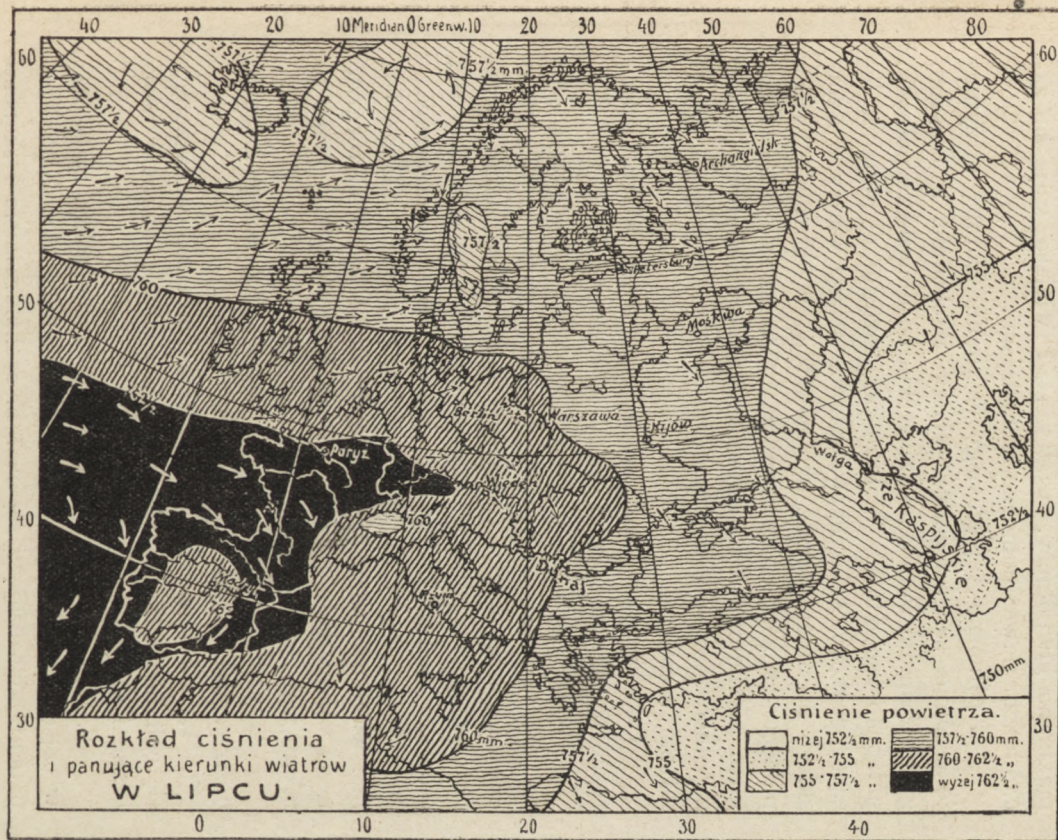 40 30 20 10 Meridian 0 Greenw. 10 20 30 40 50 60 70 80
60
60
757½
757½ mm.
757½
757½
757½
Archangielsk
757½
Petersburg
755
760
50
50
Moskwa
Berlin
Warszawa
Kijów
Paryż
Wołga
Wiedeń
760
Morze Kaspijskie
752½
40
40
Dunaj
Rzym
750 mm
30
30
760 mm.
757½
755
Rozkład ciśnienia
i panujące kierunki wiatrów
W LIPCU.
Ciśnienie powietrza.
niżej 752½ mm.
752½-755 „
755-757½ „
757½-760 mm.
760-762½ „
wyżej 762½ „
0 10 20 30 40